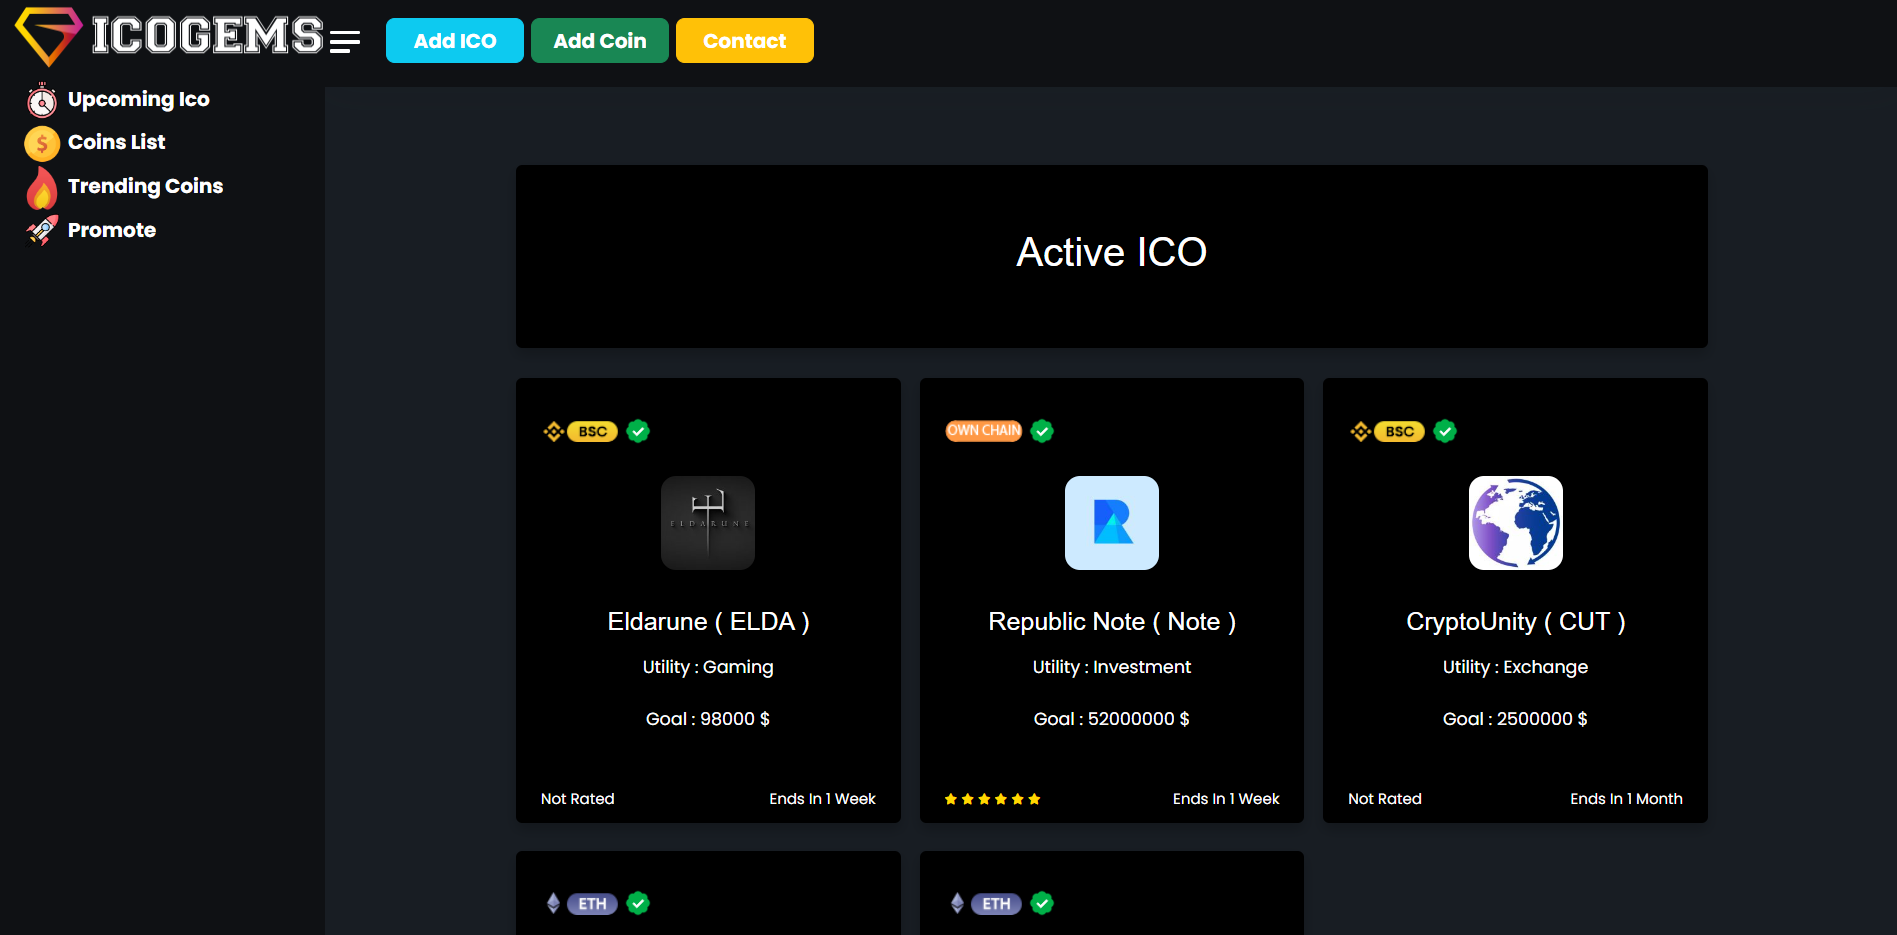 ICOGEMS
Add ICO
Add Coin
Contact
Upcoming Ico
Coins List
Trending Coins
Promote
Active ICO
BSC
ELDARUNE
Eldarune ( ELDA )
Utility : Gaming
Goal : 98000 $
Not Rated
Ends In 1 Week
OWN CHAIN
Republic Note ( Note )
Utility : Investment
Goal : 52000000 $
Ends In 1 Week
BSC
CryptoUnity ( CUT )
Utility : Exchange
Goal : 2500000 $
Not Rated
Ends In 1 Month
ETH
ETH